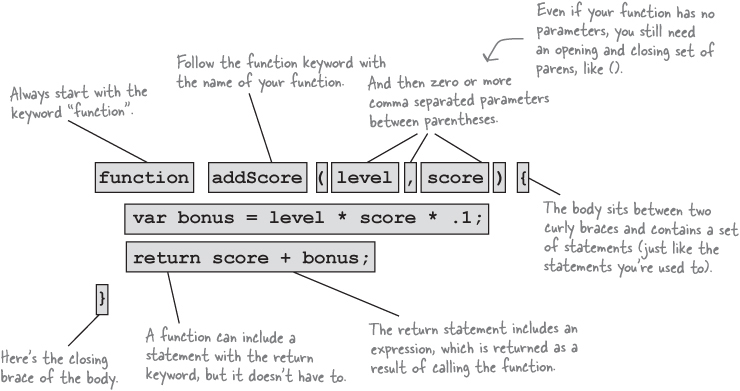 Even if your function has no
parameters, you still need
an opening and closing set of
parens, like ().
Follow the function keyword with
the name of your function.
And then zero or more
comma separated parameters
between parentheses.
Always start with the
keyword "function".
function addScore ( level , score ) {
var bonus = level * score * .1;
return score + bonus;
}
The body sits between two
curly braces and contains a set
of statements (just like the
statements you're used to).
Here's the closing
brace of the body.
A function can include a
statement with the return
keyword, but it doesn't have to.
The return statement includes an
expression, which is returned as a
result of calling the function.